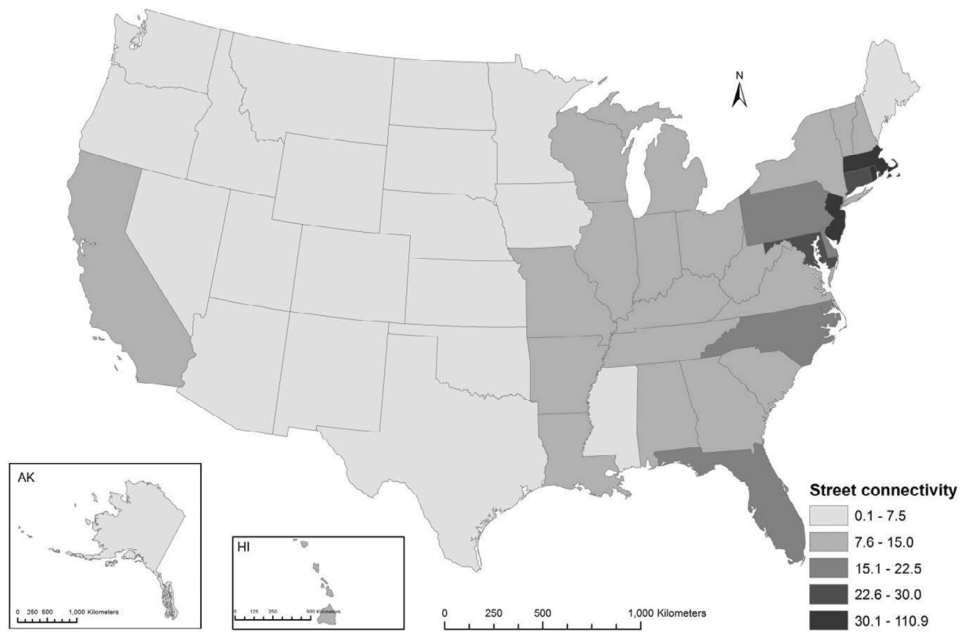 N
AK
0 250 500 1,000 Kilometers
HI
0 125 250 500 Kilometers
0 250 500 1,000 Kilometers
Street connectivity
0.1 - 7.5
7.6 - 15.0
15.1 - 22.5
22.6 - 30.0
30.1 - 110.9